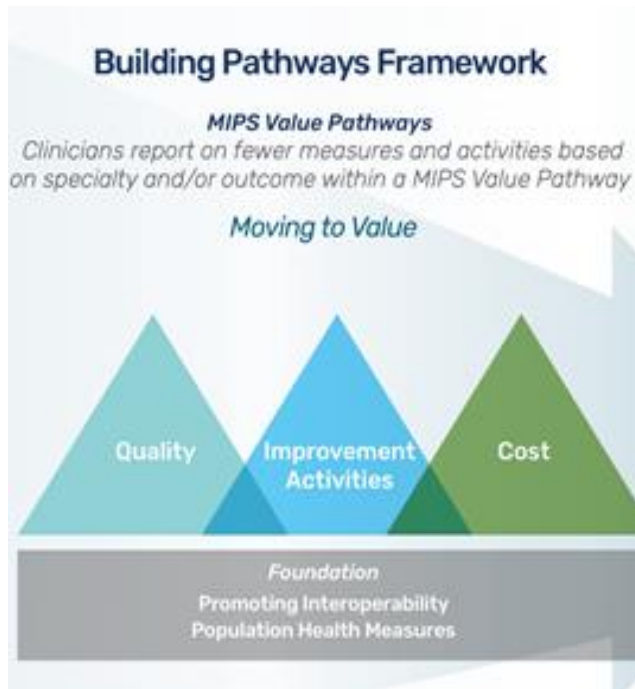 Building Pathways Framework
MIPS Value Pathways
Clinicians report on fewer measures and activities based
on specialty and/or outcome within a MIPS Value Pathway
Moving to Value
Quality
Improvement
Activities
Cost
Foundation
Promoting Interoperability
Population Health Measures